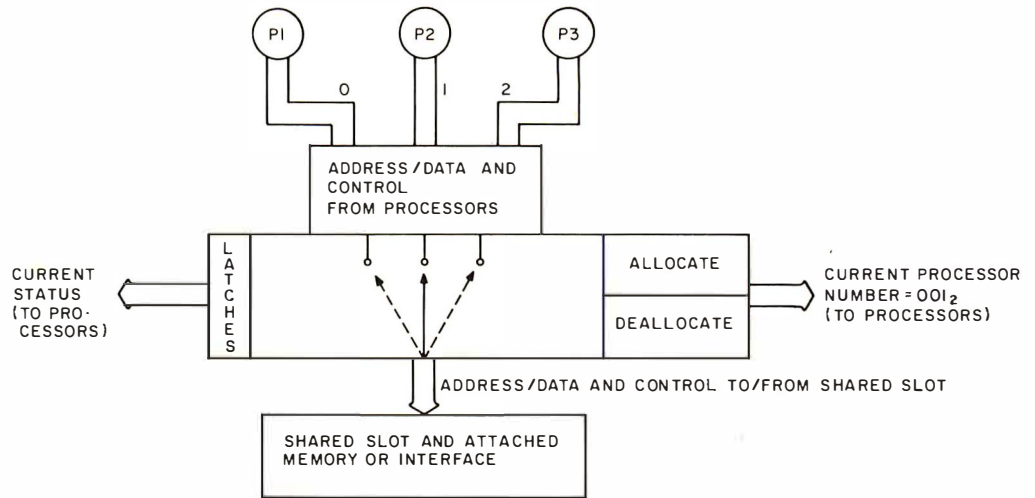 P1
P2
P3
0
1
2
ADDRESS/DATA AND
CONTROL
FROM PROCESSORS
LATCHES
ALLOCATE
DEALLOCATE
CURRENT
STATUS
(TO PRO-
CESSORS)
CURRENT PROCESSOR
NUMBER=001₂
(TO PROCESSORS)
ADDRESS/DATA AND CONTROL TO/FROM SHARED SLOT
SHARED SLOT AND ATTACHED
MEMORY OR INTERFACE